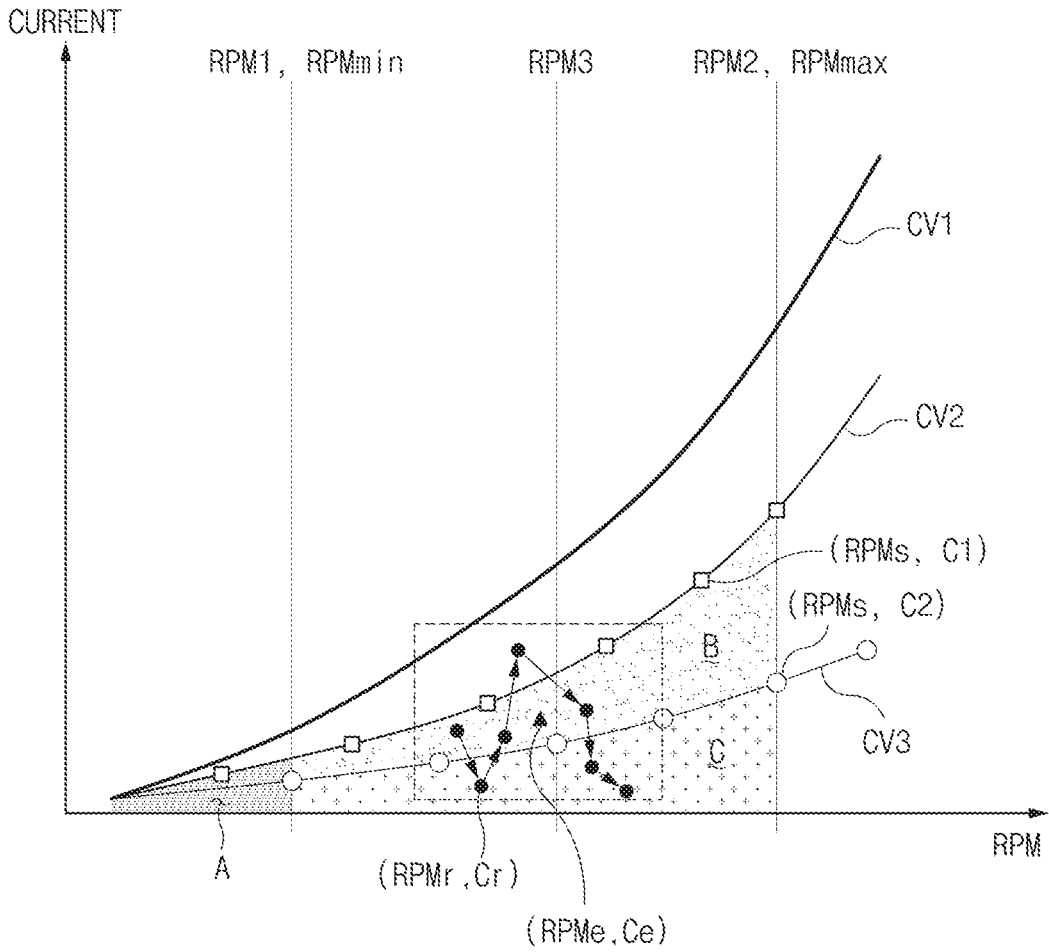 CURRENT
RPM1, RPMmin
RPM3
RPM2, RPMmax
CV1
CV2
(RPMs, C1)
(RPMs, C2)
B
C
CV3
A
RPM
(RPMr,Cr)
(RPMe,Ce)